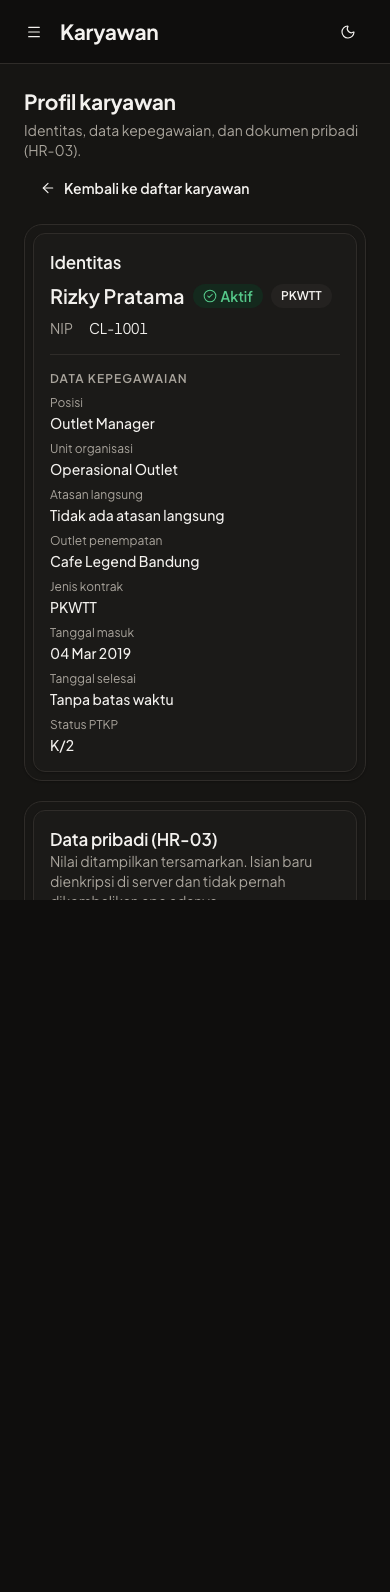 Karyawan
Profil karyawan
Identitas, data kepegawaian, dan dokumen pribadi
(HR-03).
Kembali ke daftar karyawan
Identitas
Rizky Pratama Aktif PKWTT
NIP CL-1001
DATA KEPEGAWAIAN
Posisi
Outlet Manager
Unit organisasi
Operasional Outlet
Atasan langsung
Tidak ada atasan langsung
Outlet penempatan
Cafe Legend Bandung
Jenis kontrak
PKWTT
Tanggal masuk
04 Mar 2019
Tanggal selesai
Tanpa batas waktu
Status PTKP
K/2
Data pribadi (HR-03)
Nilai ditampilkan tersamarkan. Isian baru
dienkripsi di server dan tidak pernah